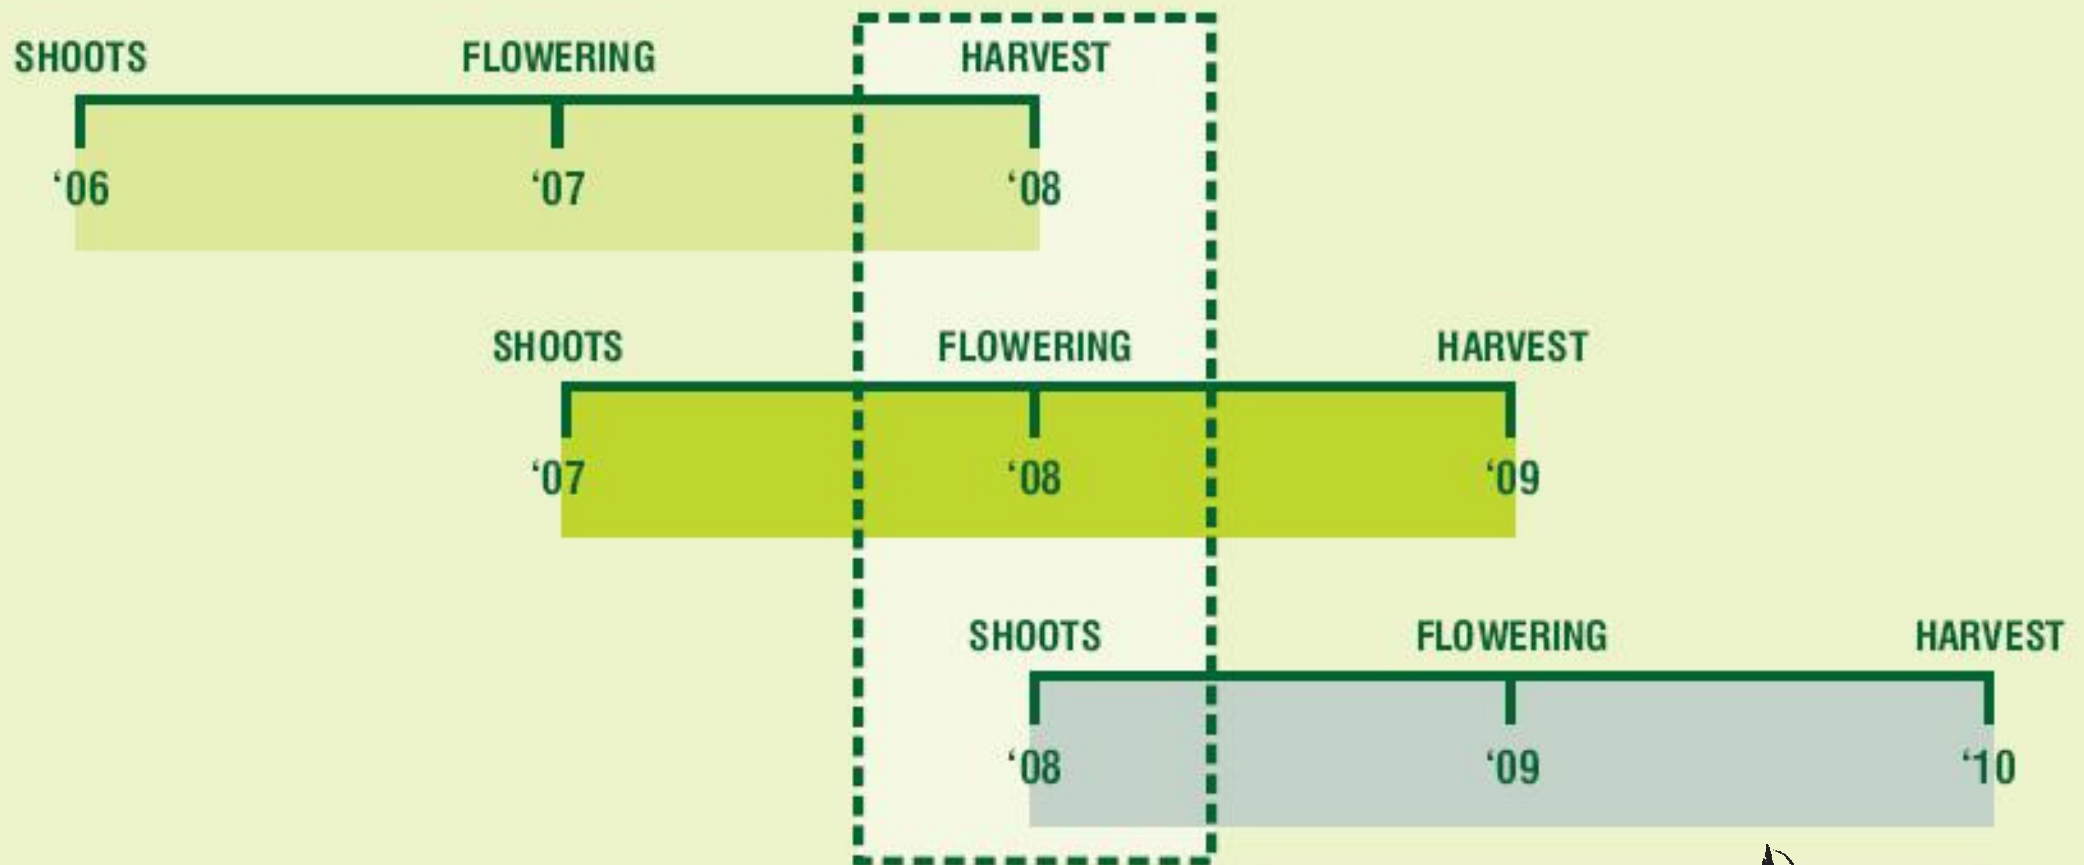 SHOOTS FLOWERING HARVEST
‘06 ‘07 ‘08
SHOOTS FLOWERING HARVEST
‘07 ‘08 ‘09
SHOOTS FLOWERING HARVEST
‘08 ‘09 ‘10